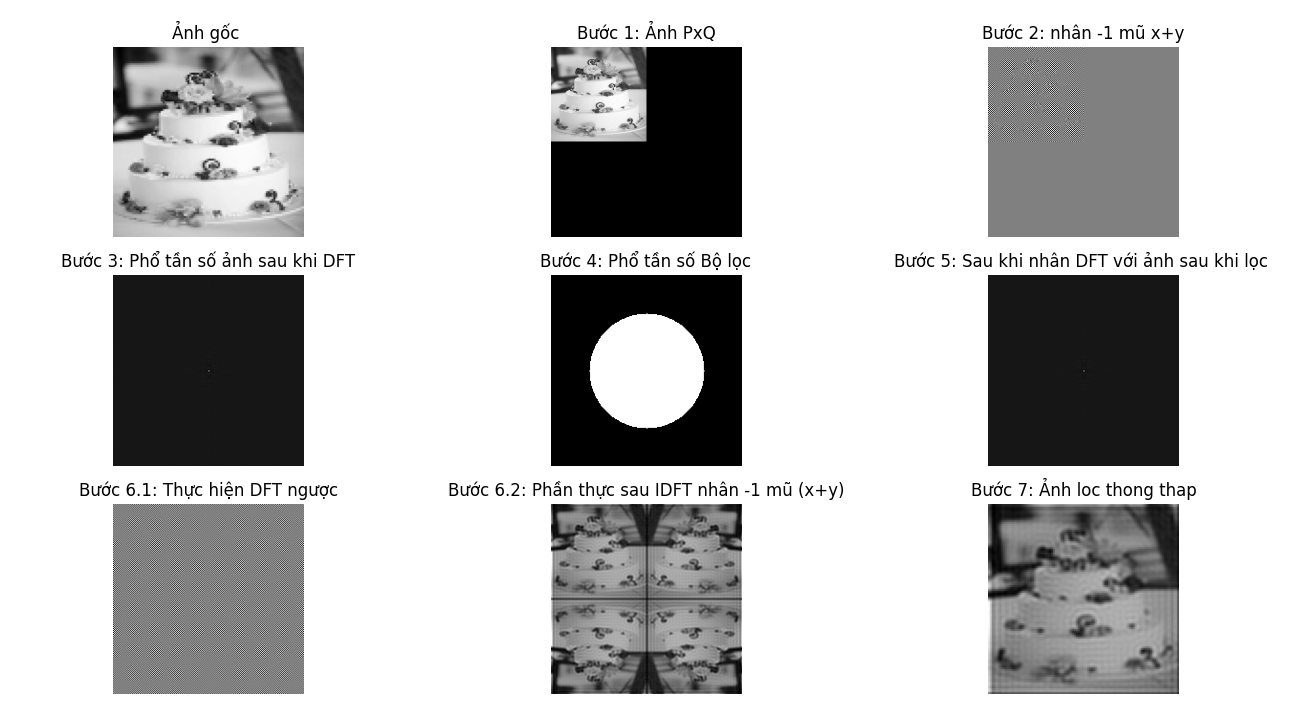 Ảnh gốc
Bước 1: Ảnh PxQ
Bước 2: nhân -1 mũ x+y
Bước 3: Phổ tần số ảnh sau khi DFT
Bước 4: Phổ tần số Bộ lọc
Bước 5: Sau khi nhân DFT với ảnh sau khi lọc
Bước 6.1: Thực hiện DFT ngược
Bước 6.2: Phần thực sau IDFT nhân -1 mũ (x+y)
Bước 7: Ảnh loc thong thap